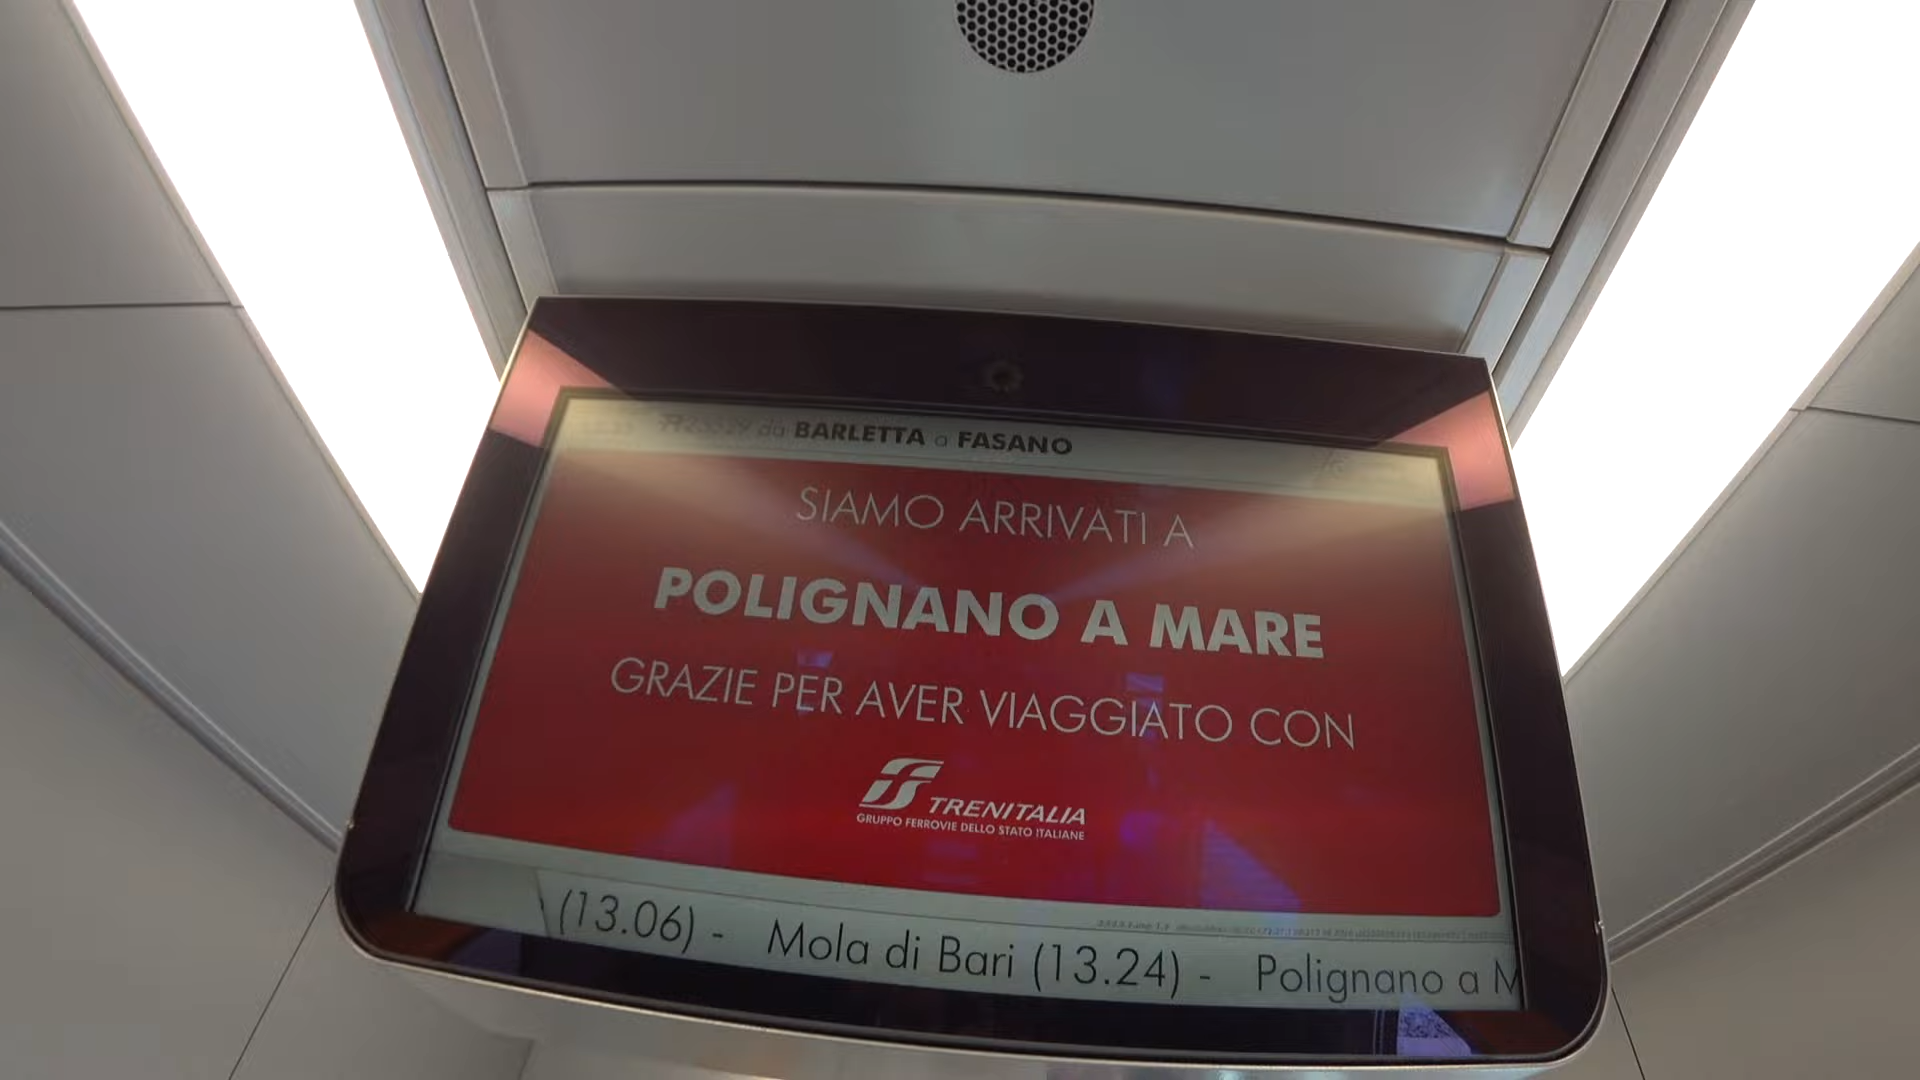 da BARLETTA a FASANO
SIAMO ARRIVATI A
POLIGNANO A MARE
GRAZIE PER AVER VIAGGIATO CON
TRENITALIA
GRUPPO FERROVIE DELLO STATO ITALIANE
(13.06) - Mola di Bari (13.24) - Polignano a M